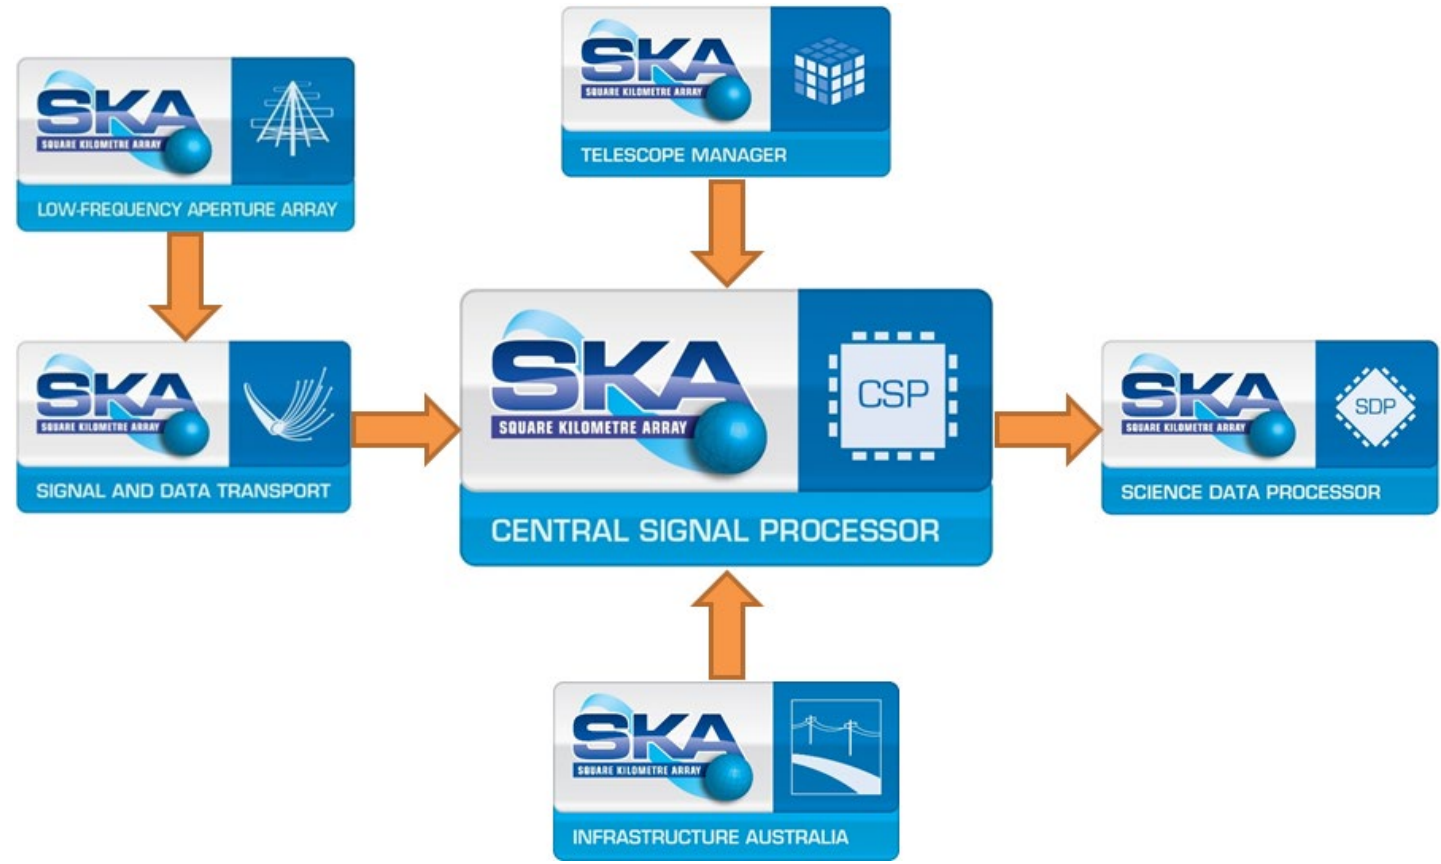 SKA
SQUARE KILOMETRE ARRAY
TELESCOPE MANAGER
SKA
SQUARE KILOMETRE ARRAY
LOW-FREQUENCY APERTURE ARRAY
SKA
SQUARE KILOMETRE ARRAY
SIGNAL AND DATA TRANSPORT
SKA
SQUARE KILOMETRE ARRAY
CSP
CENTRAL SIGNAL PROCESSOR
SKA
SQUARE KILOMETRE ARRAY
SDP
SCIENCE DATA PROCESSOR
SKA
SQUARE KILOMETRE ARRAY
INFRASTRUCTURE AUSTRALIA